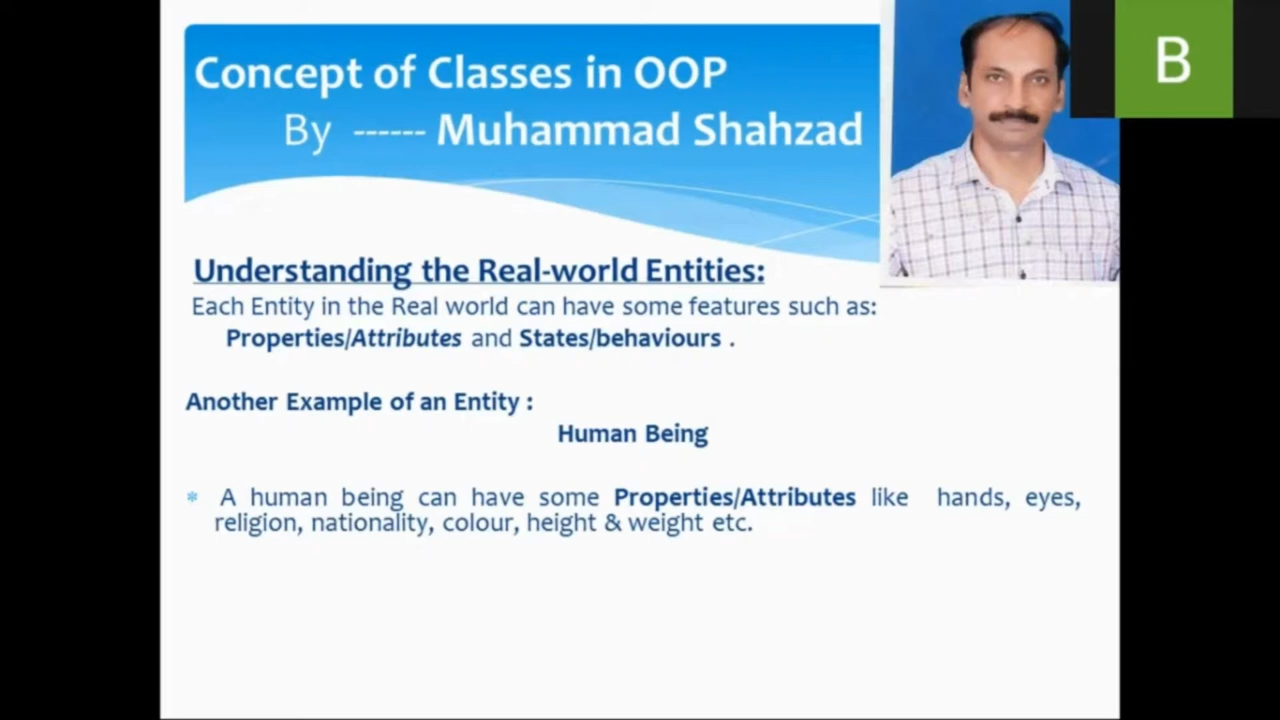 Concept of Classes in OOP
By ------ Muhammad Shahzad
B
Understanding the Real-world Entities:
Each Entity in the Real world can have some features such as:
Properties/Attributes and States/behaviours .
Another Example of an Entity :
Human Being
* A human being can have some Properties/Attributes like hands, eyes,
religion, nationality, colour, height & weight etc.